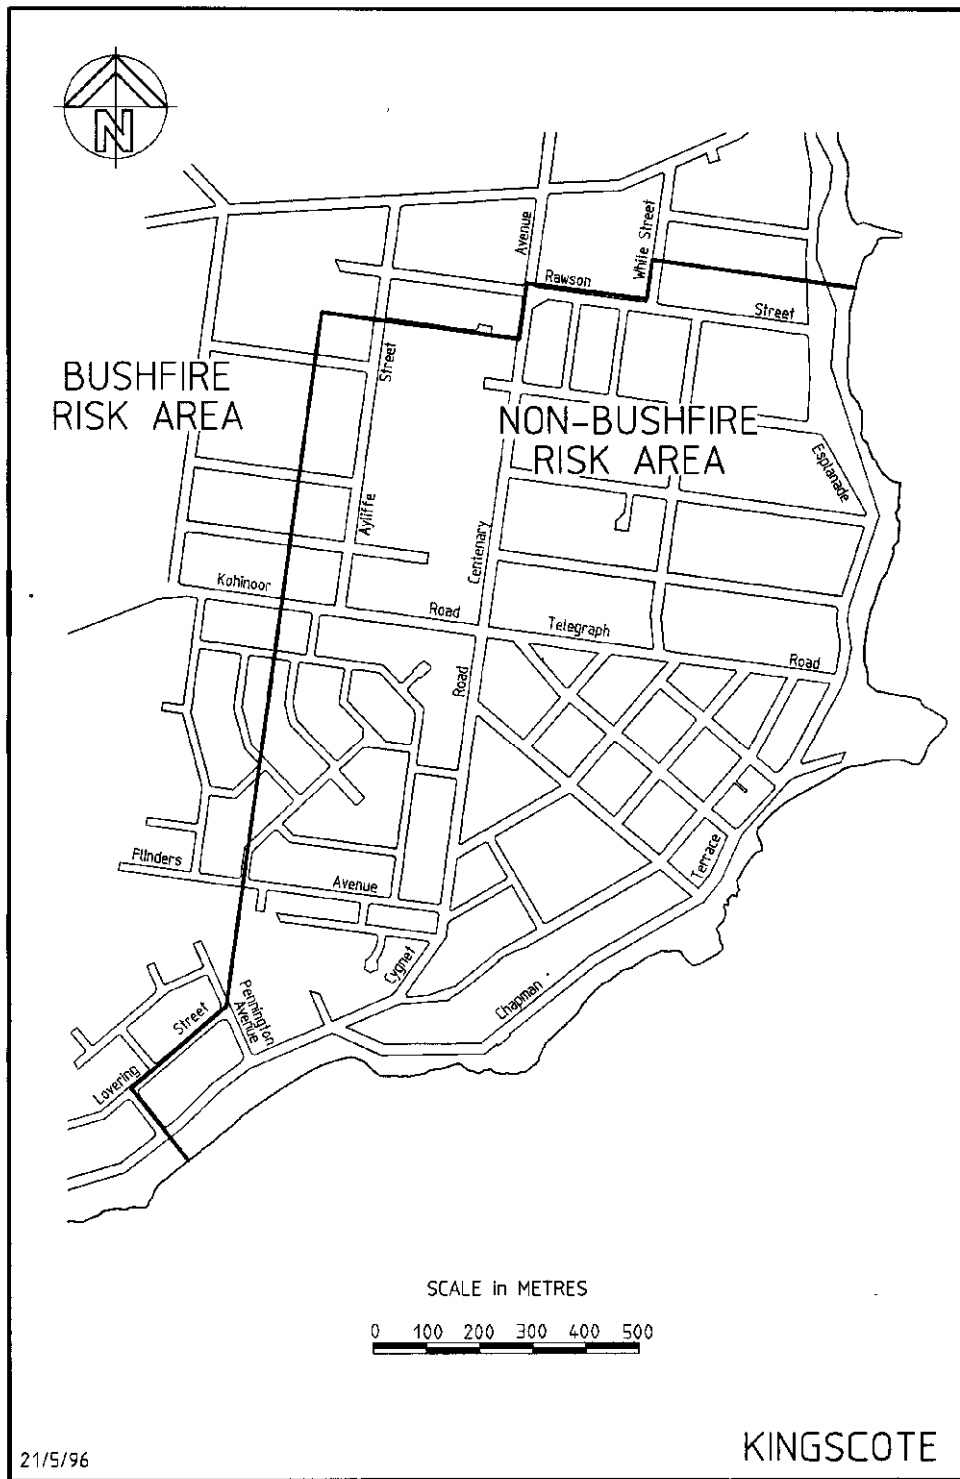 N
Avenue
White Street
Rawson
Street
Street
BUSHFIRE
RISK AREA
NON-BUSHFIRE
RISK AREA
Esplanade
Ayliffe
Centenary
Kohinoor
Road
Telegraph
Road
Road
Flinders
Avenue
Terrace
Cygnet
Chapman
Pennington
Avenue
Street
Lovering
SCALE in METRES
0 100 200 300 400 500
21/5/96
KINGSCOTE